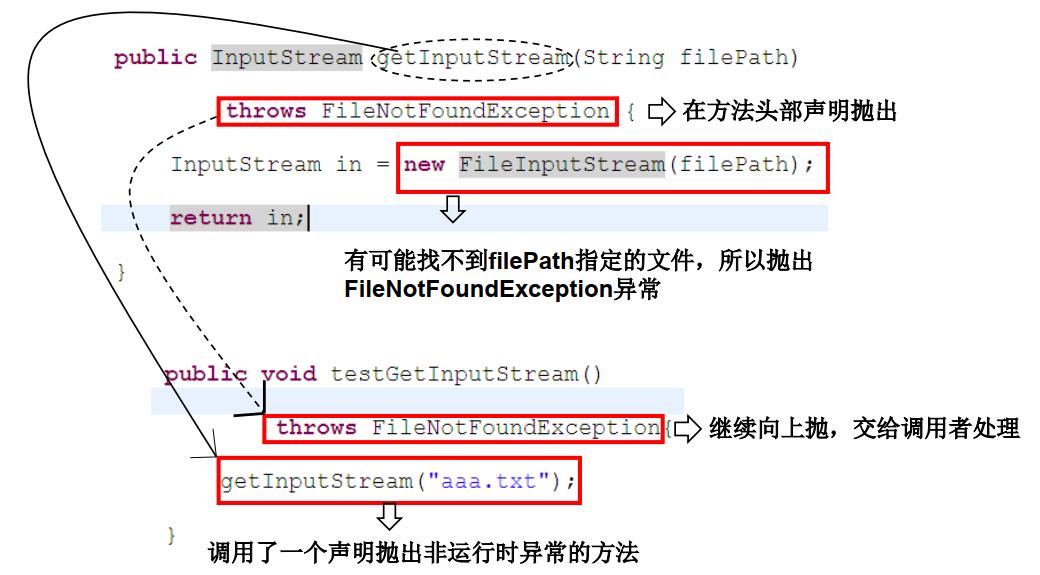 public InputStream getInputStream(String filePath)
throws FileNotFoundException { 在方法头部声明抛出
InputStream in = new FileInputStream(filePath);
return in;
有可能找不到filePath指定的文件，所以抛出
}
FileNotFoundException异常
public void testGetInputStream()
throws FileNotFoundException{ 继续向上抛，交给调用者处理
getInputStream("aaa.txt");
}
调用了一个声明抛出非运行时异常的方法